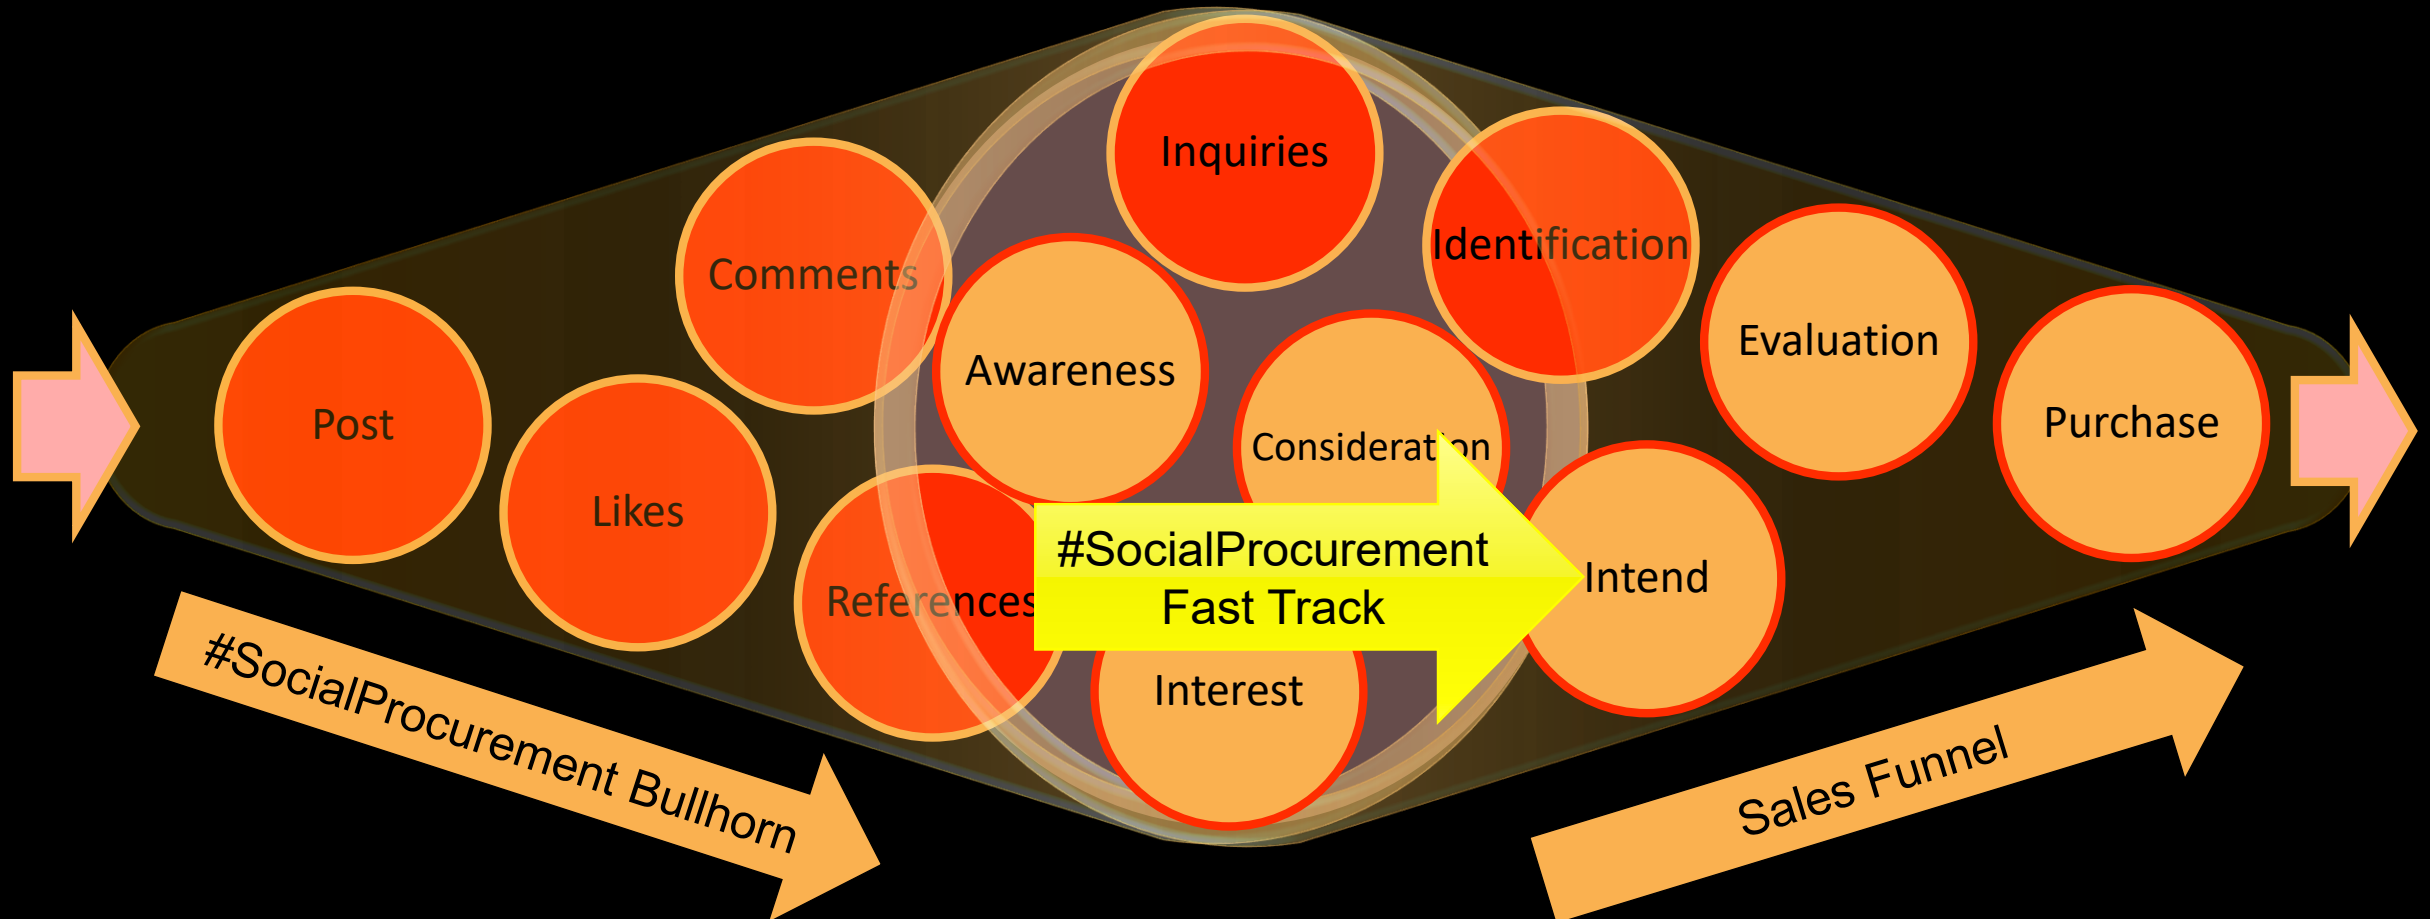 Inquiries
Identification
Comments
Awareness
Evaluation
Post
Consideration
Purchase
Likes
#SocialProcurement
Fast Track
Intend
References
Interest
#SocialProcurement Bullhorn
Sales Funnel